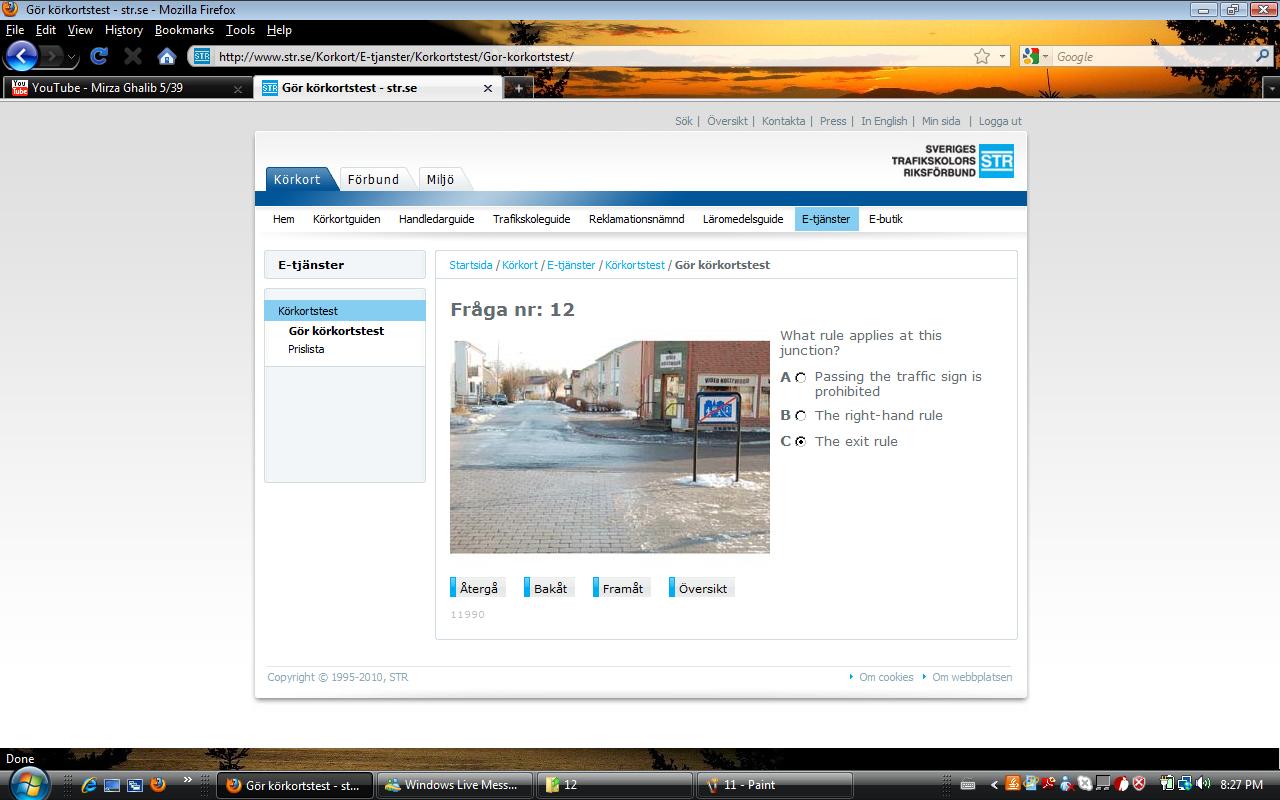 Gör körkortstest - str.se - Mozilla Firefox
File Edit View History Bookmarks Tools Help
STR http://www.str.se/Korkort/E-tjanster/Korkortstest/Gor-korkortstest/ Google
You Tube YouTube - Mirza Ghalib 5/39 STR Gör körkortstest - str.se
Sök | Översikt | Kontakta | Press | In English | Min sida | Logga ut
SVERIGES
TRAFIKSKOLORS
RIKSFÖRBUND
STR
Körkort Förbund Miljö
Hem Körkortguiden Handledarguide Trafikskoleguide Reklamationsnämnd Läromedelsguide E-tjänster E-butik
E-tjänster
Körkortstest
Gör körkortstest
Prislista
Startsida / Körkort / E-tjänster / Körkortstest / Gör körkortstest
Fråga nr: 12
VIDEO HOLLYWOOD
What rule applies at this
junction?
A Passing the traffic sign is
prohibited
B The right-hand rule
C The exit rule
Återgå Bakåt Framåt Översikt
11990
Copyright © 1995-2010, STR
Om cookies Om webbplatsen
Done
Gör körkortstest - st... Windows Live Mess... 12 11 - Paint 8:27 PM